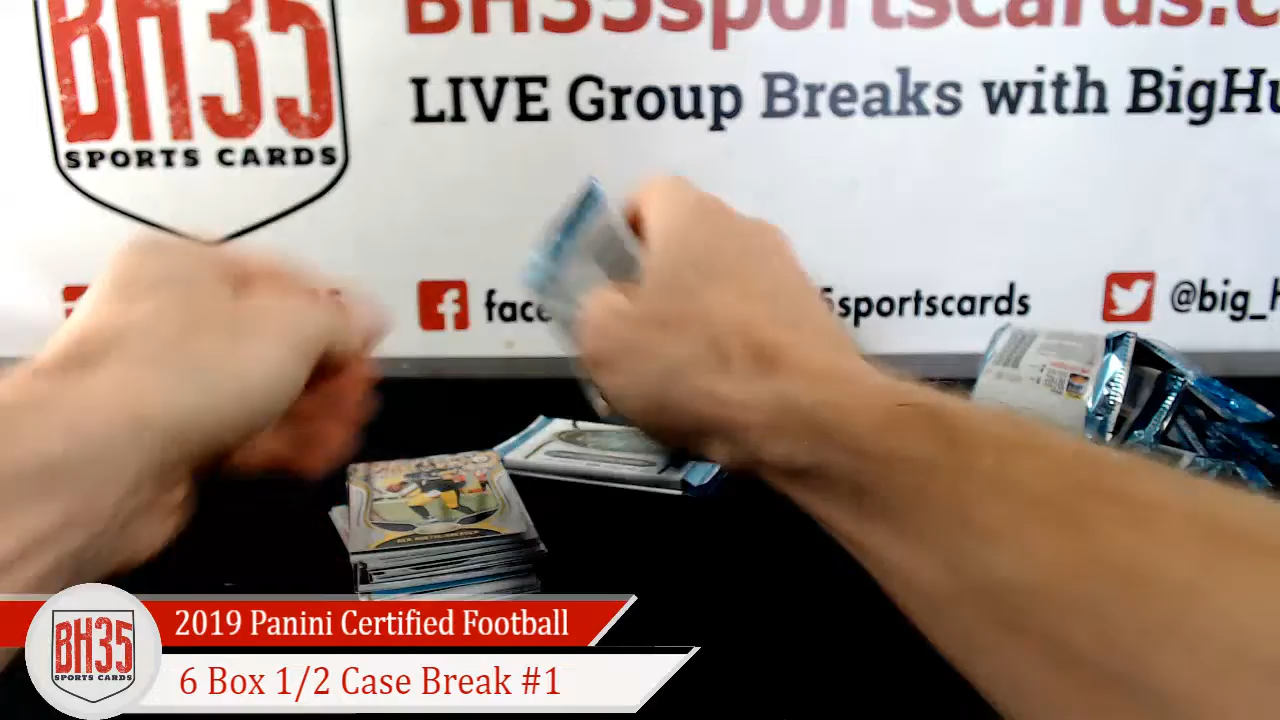 BH35
SPORTS CARDS
BH35sportscards.c
LIVE Group Breaks with BigHu
face
5sportscards
@big_h
2019 Panini Certified Football
6 Box 1/2 Case Break #1
BH35
SPORTS CARDS